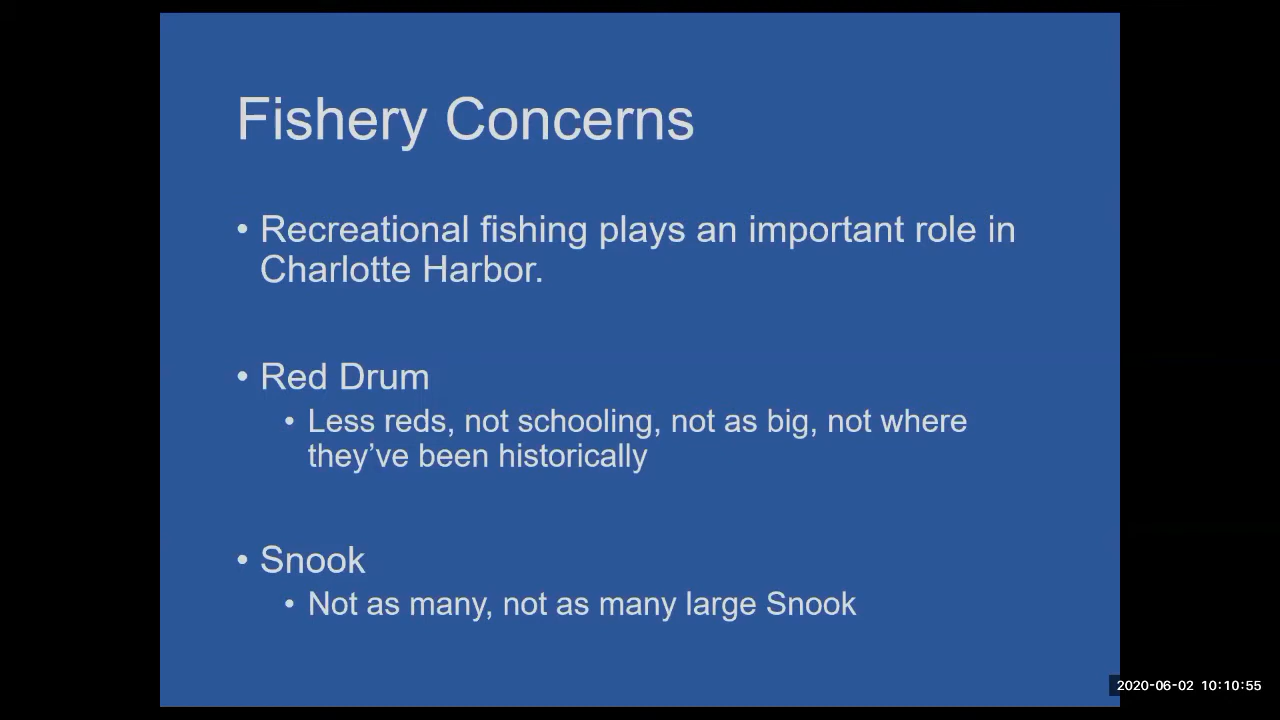 Fishery Concerns
• Recreational fishing plays an important role in
Charlotte Harbor.
• Red Drum
• Less reds, not schooling, not as big, not where
they’ve been historically
• Snook
• Not as many, not as many large Snook
2020-06-02 10:10:55